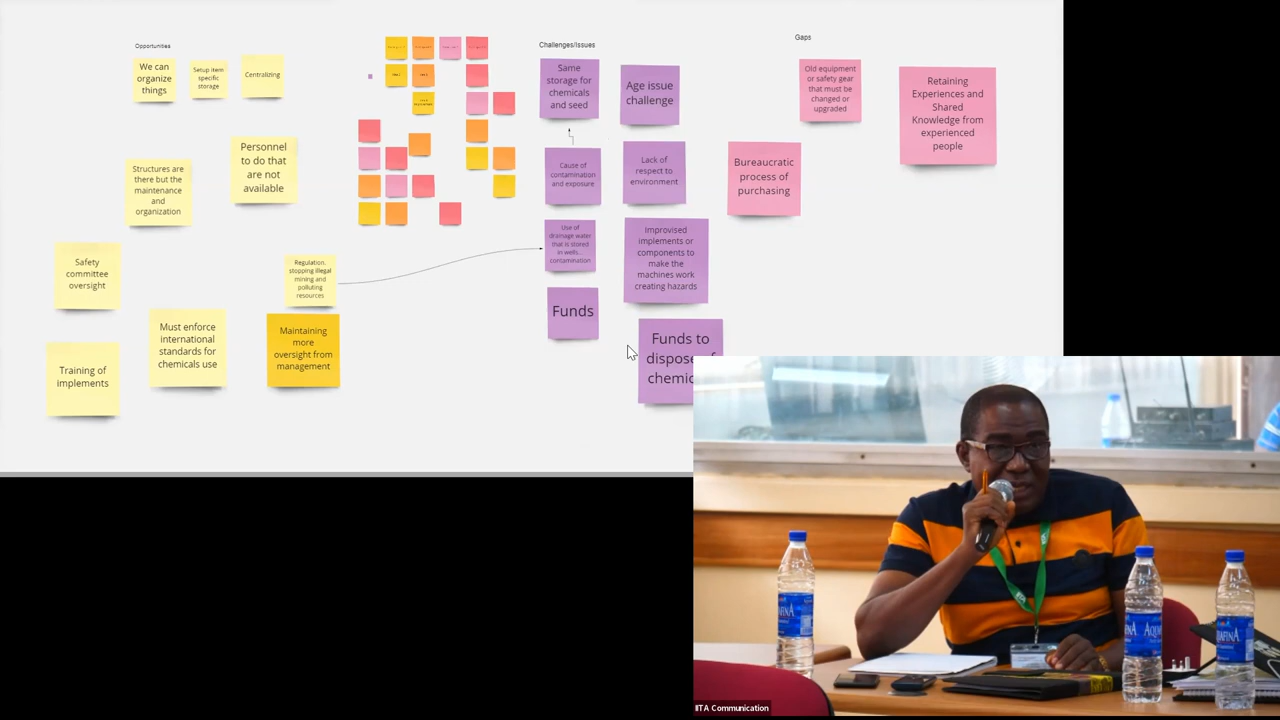 Opportunities
We can
organize
things
Setup item
specific
storage
Centralizing
Structures are
there but the
maintenance
and
organization
Personnel
to do that
are not
available
Safety
committee
oversight
Regulation.
stopping illegal
mining and
polluting
resources
Must enforce
international
standards for
chemicals use
Maintaining
more
oversight from
management
Training of
implements
Challenges/Issues
Same
storage for
chemicals
and seed
Age issue
challenge
Cause of
contamination
and exposure
Lack of
respect to
environment
Use of
drainage water
that is stored
in wells...
contamination
Improvised
implements or
components to
make the
machines work
creating hazards
Funds
Funds to
Gaps
Old equipment
or safety gear
that must be
changed or
upgraded
Retaining
Experiences and
Shared
Knowledge from
experienced
people
Bureaucratic
process of
purchasing
IITA Communication